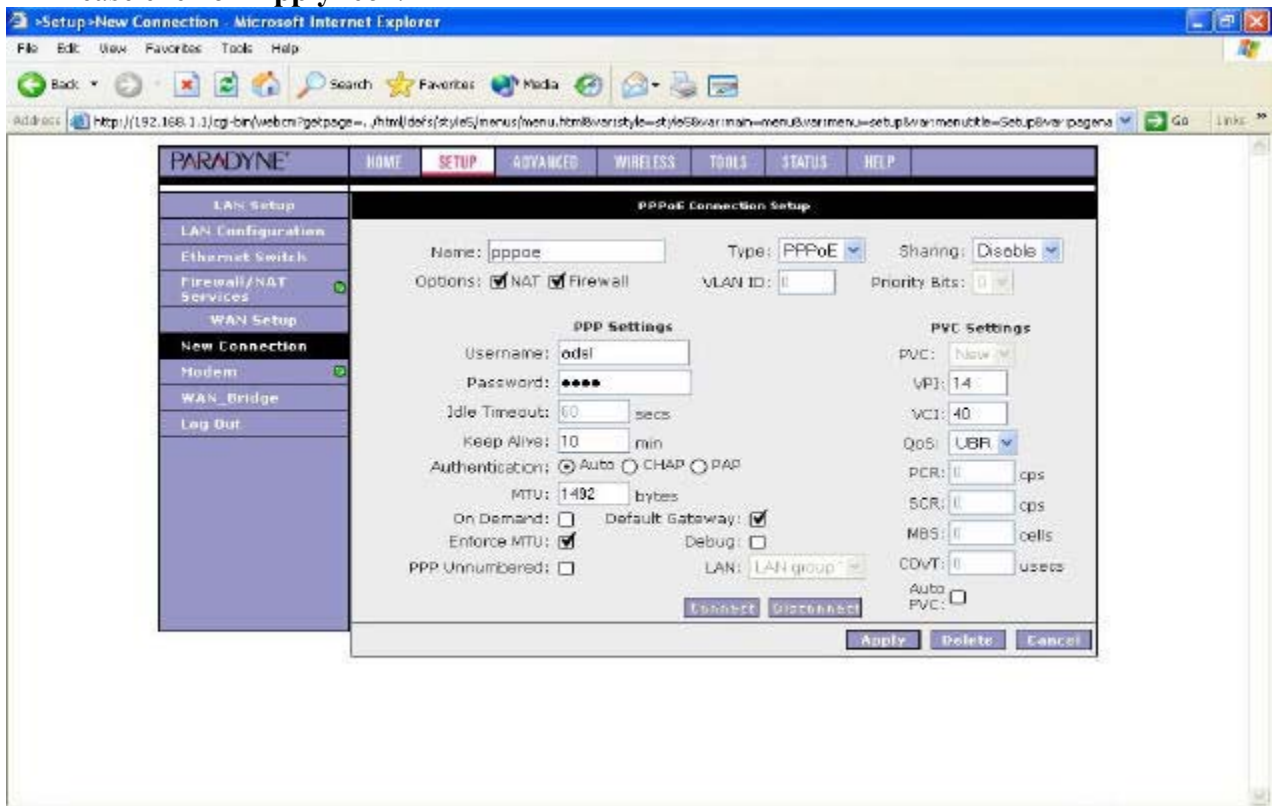 >Setup>New Connection - Microsoft Internet Explorer
File Edit View Favorites Tools Help
Back Search Favorites Media
Address http://192.168.1.1/cgi-bin/webcm?getpage=../html/defs/style5/menus/menu.html&var:style=style5&var:main=menu&var:menu=setup&var:menutitle=Setup&var:pagena Go Links »
PARADYNE HOME SETUP ADVANCED WIRELESS TOOLS STATUS HELP
LAN Setup
LAN Configuration
Ethernet Switch
Firewall/NAT Services
WAN Setup
New Connection
Modem
WAN_Bridge
Log Out
PPPoE Connection Setup
Name: pppoe Type: PPPoE Sharing: Disable
Options: NAT Firewall VLAN ID: 0 Priority Bits: 0
PPP Settings
Username: adsl
Password: ●●●●
Idle Timeout: 60 secs
Keep Alive: 10 min
Authentication: Auto CHAP PAP
MTU: 1492 bytes
On Demand: Default Gateway:
Enforce MTU: Debug:
PPP Unnumbered: LAN: LAN group 1
Connect Disconnect
PVC Settings
PVC: New
VPI: 14
VCI: 40
QoS: UBR
PCR: 0 cps
SCR: 0 cps
MBS: 0 cells
CDVT: 0 usecs
Auto PVC:
Apply Delete Cancel